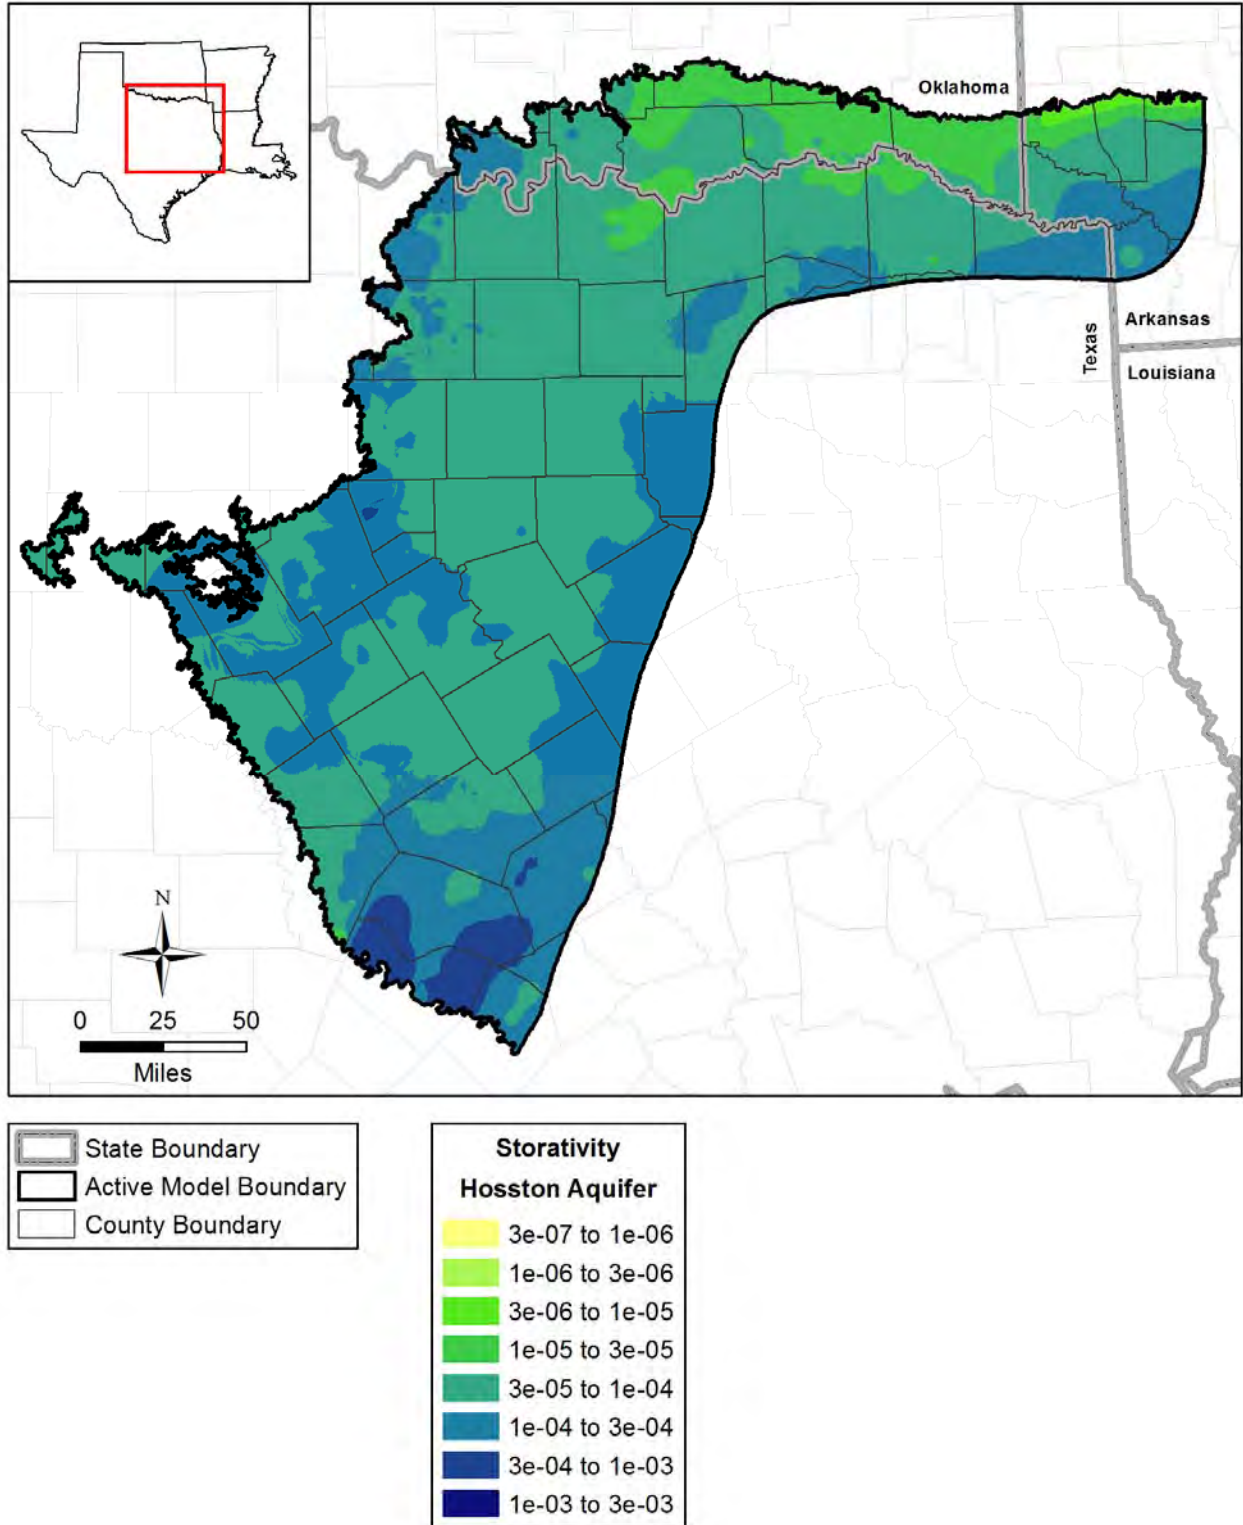 Oklahoma
Texas
Arkansas
Louisiana
N
0 25 50
Miles
State Boundary
Active Model Boundary
County Boundary
Storativity
Hosston Aquifer
3e-07 to 1e-06
1e-06 to 3e-06
3e-06 to 1e-05
1e-05 to 3e-05
3e-05 to 1e-04
1e-04 to 3e-04
3e-04 to 1e-03
1e-03 to 3e-03